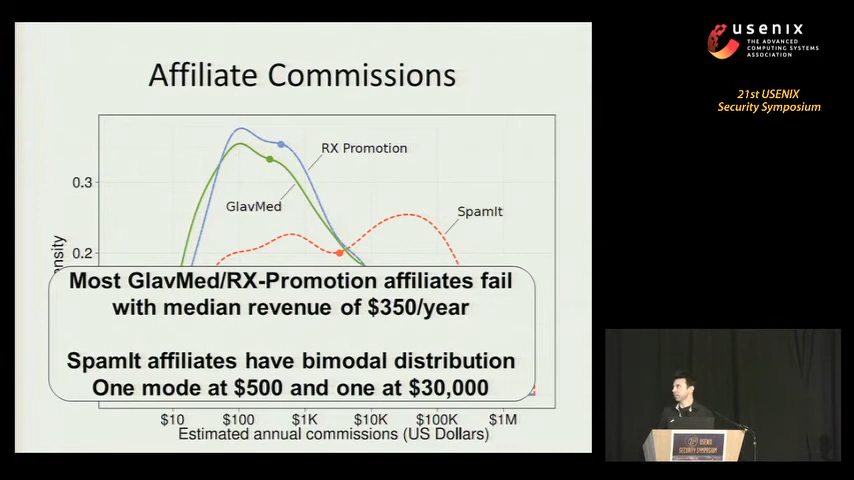 usenix
THE ADVANCED
COMPUTING SYSTEMS
ASSOCIATION
21st USENIX
Security Symposium
Affiliate Commissions
RX Promotion
0.3
GlavMed
SpamIt
0.2
Most GlavMed/RX-Promotion affiliates fail
with median revenue of $350/year
SpamIt affiliates have bimodal distribution
One mode at $500 and one at $30,000
$10
$100
$1K
$10K
$100K
$1M
Estimated annual commissions (US Dollars)
USENIX
SECURITY SYMPOSIUM